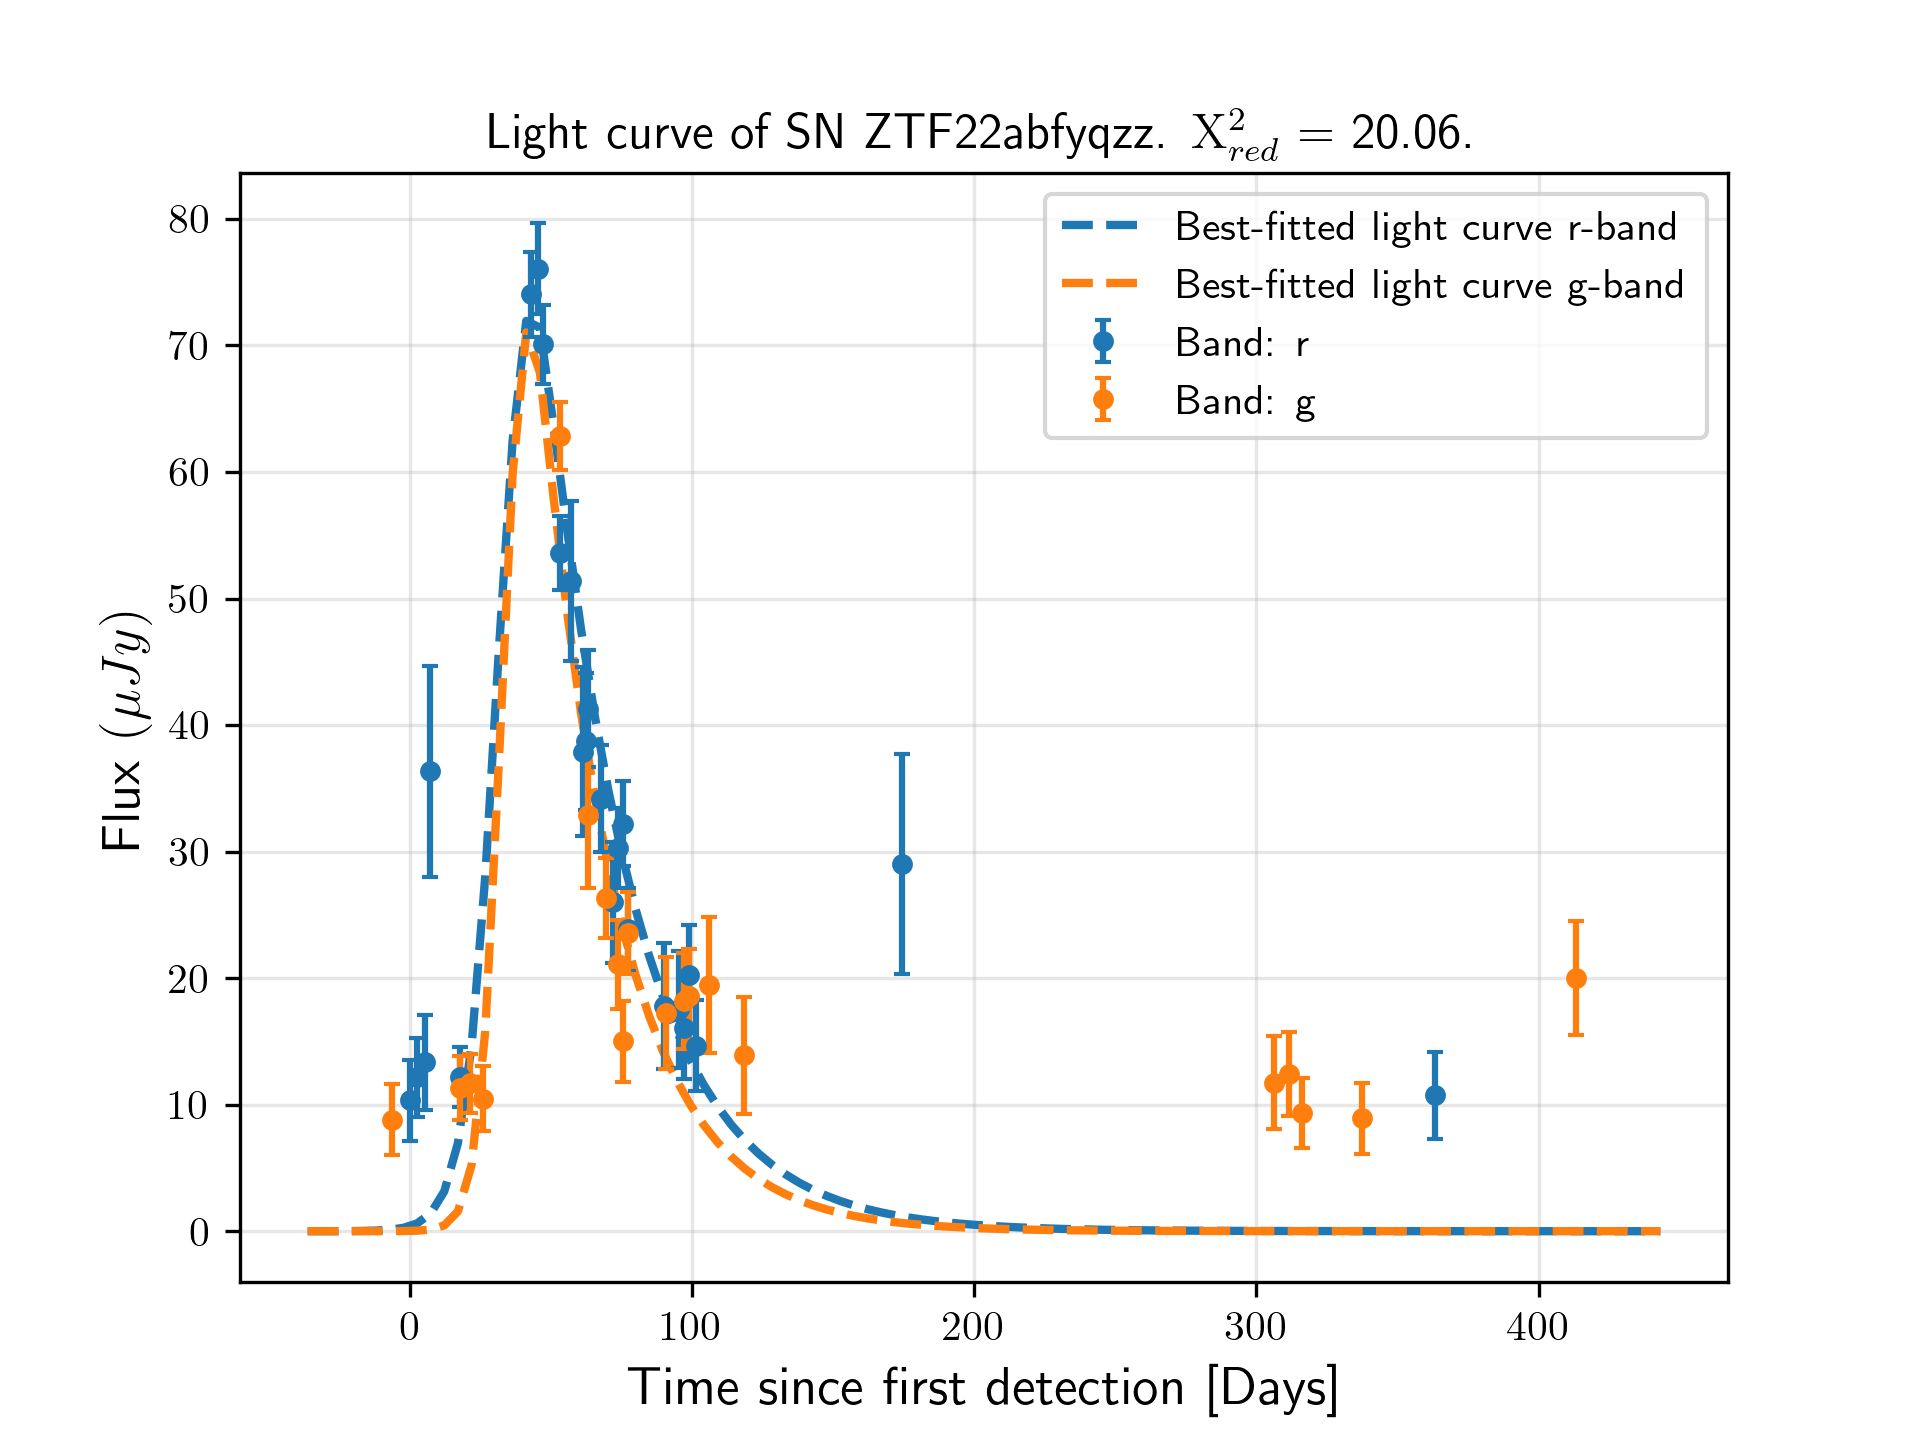 Light curve of SN ZTF22abfyqzz. X²_red = 20.06.
Best-fitted light curve r-band
Best-fitted light curve g-band
Band: r
Band: g
80
70
60
50
40
30
20
10
0
Flux (μJy)
0 100 200 300 400
Time since first detection [Days]